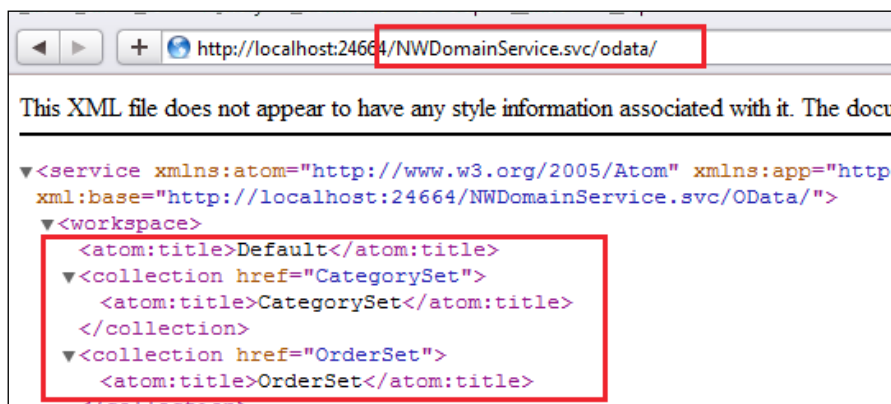 http://localhost:24664/NWDomainService.svc/odata/
This XML file does not appear to have any style information associated with it. The docu
▼<service xmlns:atom="http://www.w3.org/2005/Atom" xmlns:app="http
xml:base="http://localhost:24664/NWDomainService.svc/OData/">
▼<workspace>
<atom:title>Default</atom:title>
▼<collection href="CategorySet">
<atom:title>CategorySet</atom:title>
</collection>
▼<collection href="OrderSet">
<atom:title>OrderSet</atom:title>